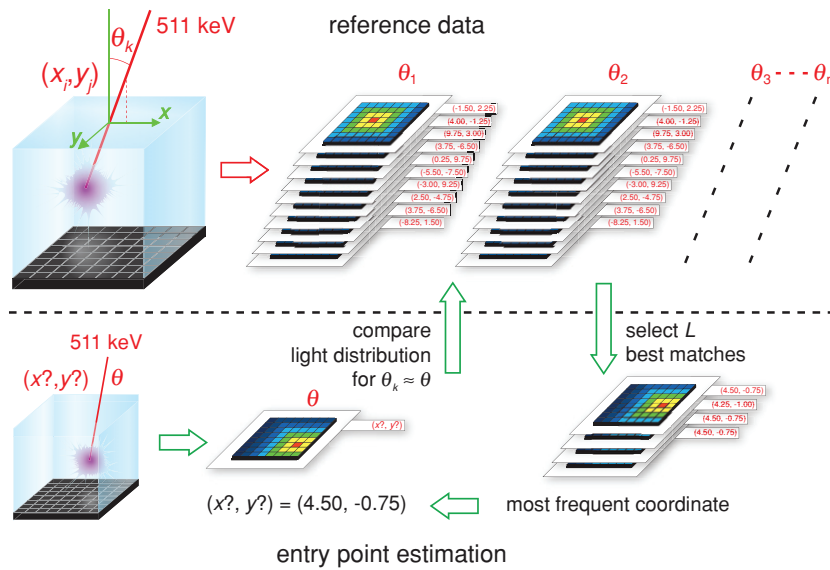 reference data
511 keV
θk
(xi,yj)
x
y
θ1
(-1.50, 2.25)
(4.00, -1.25)
(9.75, 3.00)
(3.75, -6.50)
(0.25, 9.75)
(-5.50, -7.50)
(-3.00, 9.25)
(2.50, -4.75)
(3.75, -6.50)
(-8.25, 1.50)
θ2
(-1.50, 2.25)
(4.00, -1.25)
(9.75, 3.00)
(3.75, -6.50)
(0.25, 9.75)
(-5.50, -7.50)
(-3.00, 9.25)
(2.50, -4.75)
(3.75, -6.50)
(-8.25, 1.50)
θ3 - - - θn
511 keV
(x?,y?) θ
θ
(x?, y?)
compare
light distribution
for θk ≈ θ
select L
best matches
(4.50, -0.75)
(4.25, -1.00)
(4.50, -0.75)
(4.50, -0.75)
(x?, y?) = (4.50, -0.75)
most frequent coordinate
entry point estimation